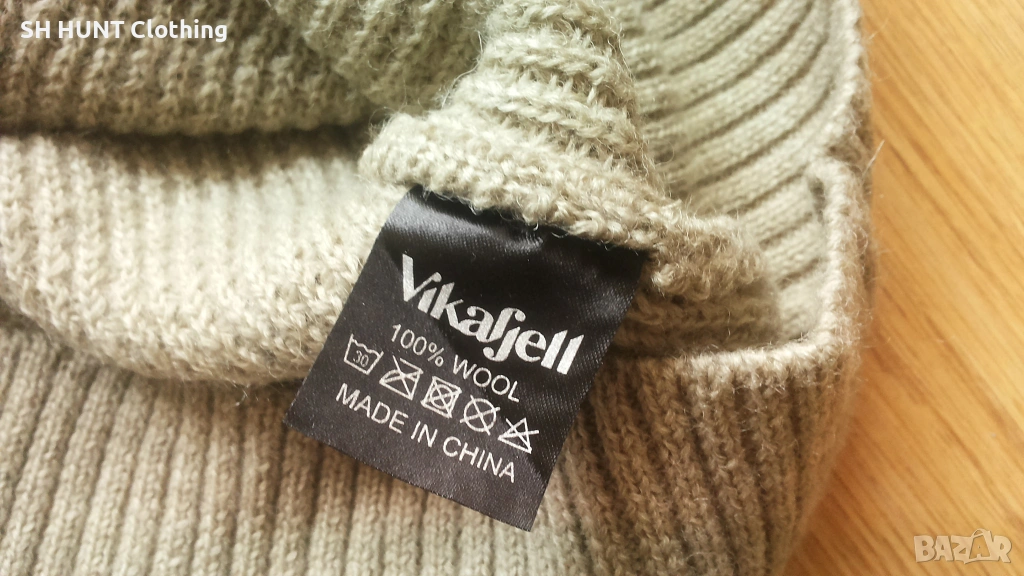 SH HUNT Clothing
Vikafjell
100% WOOL
30
MADE IN CHINA
BAZAR